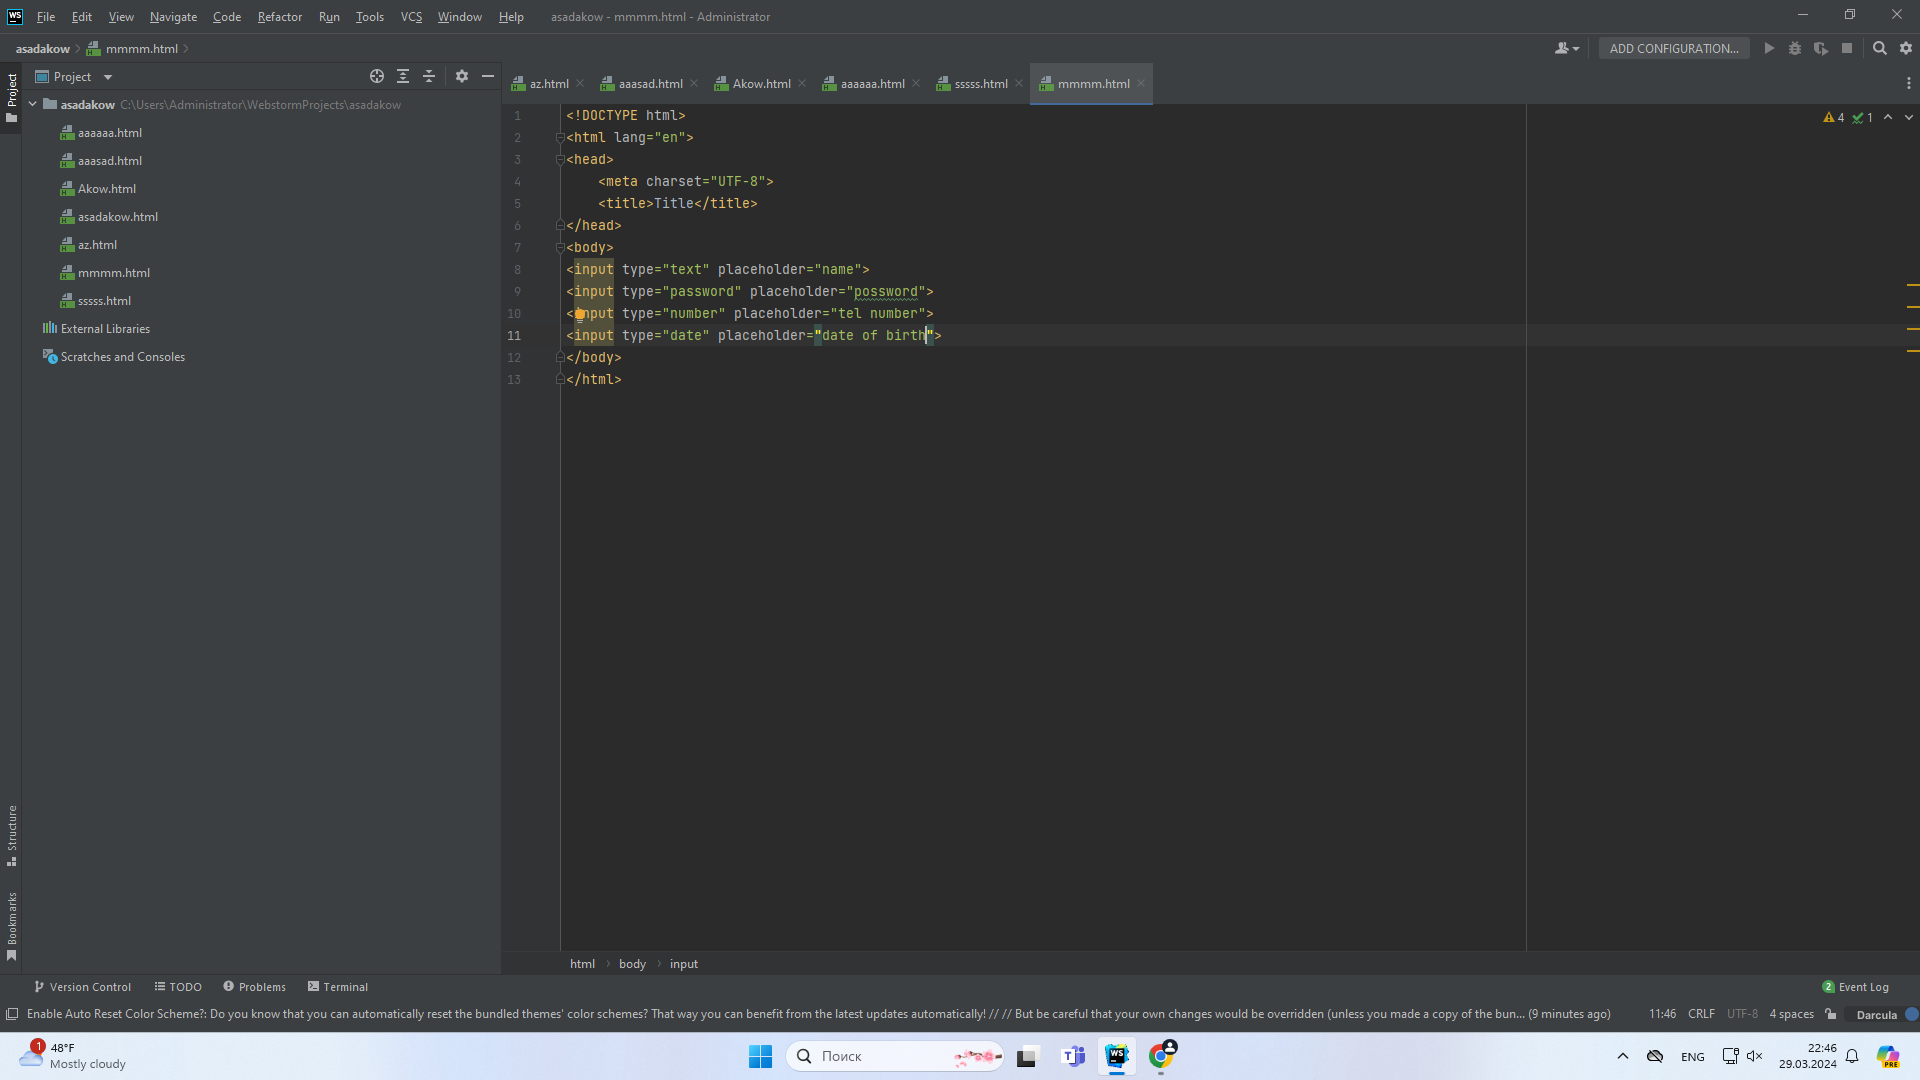 WS File Edit View Navigate Code Refactor Run Tools VCS Window Help asadakow - mmmm.html - Administrator
asadakow mmmm.html ADD CONFIGURATION...
Project
Project
az.html aaasad.html Akow.html aaaaaa.html sssss.html mmmm.html
asadakow C:\Users\Administrator\WebstormProjects\asadakow
aaaaaa.html
aaasad.html
Akow.html
asadakow.html
az.html
mmmm.html
sssss.html
External Libraries
Scratches and Consoles
4 1
1 <!DOCTYPE html>
2 <html lang="en">
3 <head>
4 <meta charset="UTF-8">
5 <title>Title</title>
6 </head>
7 <body>
8 <input type="text" placeholder="name">
9 <input type="password" placeholder="possword">
10 <input type="number" placeholder="tel number">
11 <input type="date" placeholder="date of birth">
12 </body>
13 </html>
Structure
Bookmarks
html body input
Version Control TODO Problems Terminal 2 Event Log
Enable Auto Reset Color Scheme?: Do you know that you can automatically reset the bundled themes' color schemes? That way you can benefit from the latest updates automatically! // // But be careful that your own changes would be overridden (unless you made a copy of the bun... (9 minutes ago) 11:46 CRLF UTF-8 4 spaces Darcula
1
48°F
Mostly cloudy
Поиск
WS
ENG
22:46
29.03.2024
PRE